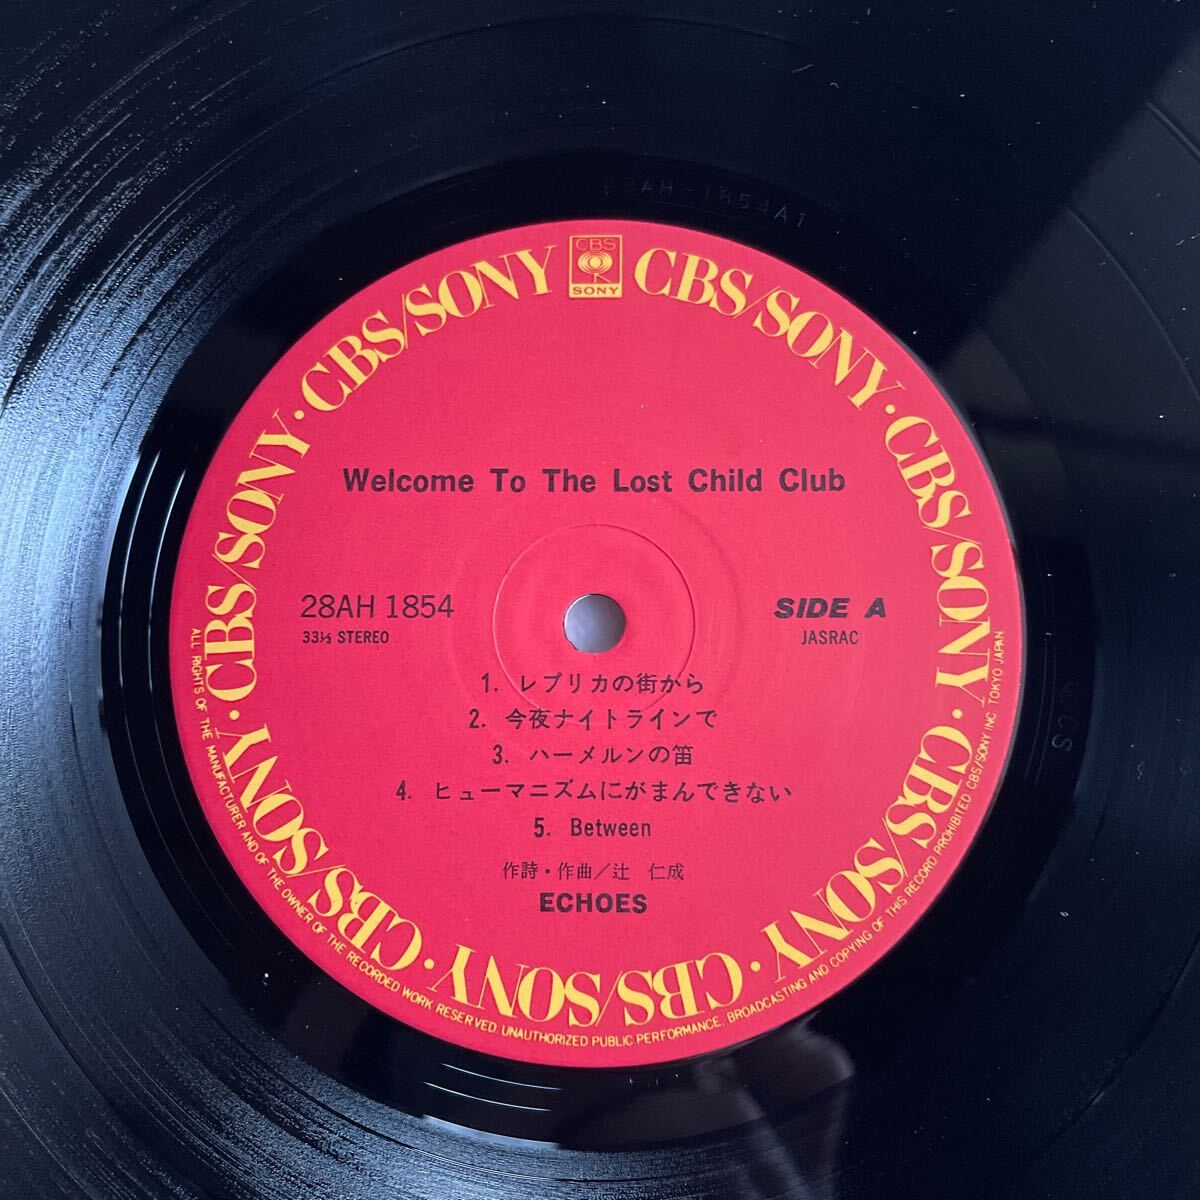 28AH-1854A1
CBS
SONY
CBS/SONY · CBS/SONY · CBS/SONY · CBS/SONY · CBS/SONY · CBS/SONY · CBS/SONY · CBS/SONY
Welcome To The Lost Child Club
28AH 1854
33⅓ STEREO
SIDE A
JASRAC
1. レプリカの街から
2. 今夜ナイトラインで
3. ハーメルンの笛
4. ヒューマニズムにがまんできない
5. Between
作詩・作曲／辻 仁成
ECHOES
ALL RIGHTS OF THE MANUFACTURER AND OF THE OWNER OF THE RECORDED WORK RESERVED. UNAUTHORIZED PUBLIC PERFORMANCE, BROADCASTING AND COPYING OF THIS RECORD PROHIBITED. CBS/SONY INC. TOKYO JAPAN